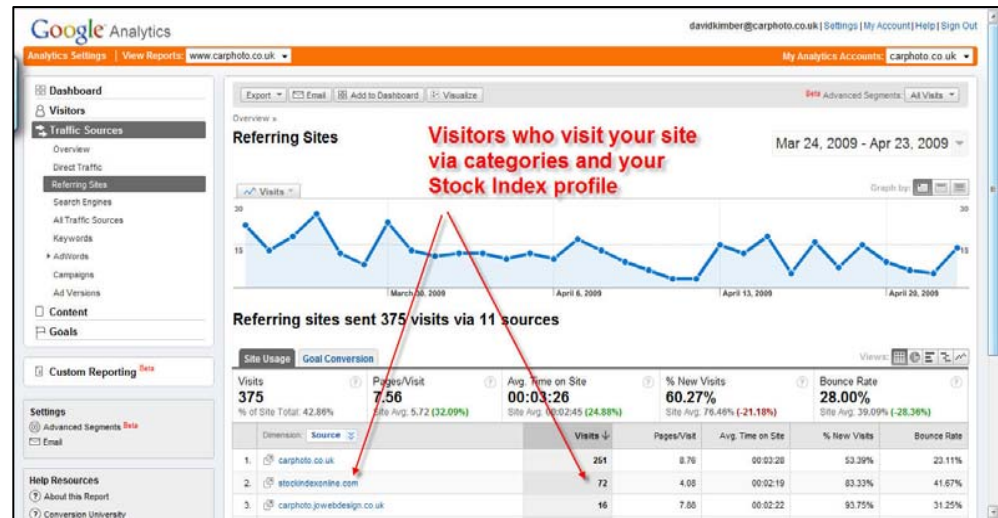 Google Analytics
davidkimber@carphoto.co.uk | Settings | My Account | Help | Sign Out
Analytics Settings | View Reports: www.carphoto.co.uk
My Analytics Accounts: carphoto.co.uk
Dashboard
Visitors
Traffic Sources
Overview
Direct Traffic
Referring Sites
Search Engines
All Traffic Sources
Keywords
AdWords
Campaigns
Ad Versions
Content
Goals
Custom Reporting Beta
Settings
Advanced Segments Beta
Email
Help Resources
About this Report
Conversion University
Export Email Add to Dashboard Visualize
Beta Advanced Segments: All Visits
Overview »
Referring Sites
Visitors who visit your site
via categories and your
Stock Index profile
Mar 24, 2009 - Apr 23, 2009
Visits
Graph by:
30 30
15 15
March 30, 2009 April 6, 2009 April 13, 2009 April 20, 2009
Referring sites sent 375 visits via 11 sources
Site Usage Goal Conversion
Views:
Visits Pages/Visit Avg. Time on Site % New Visits Bounce Rate
375 7.56 00:03:26 60.27% 28.00%
% of Site Total: 42.86% Site Avg: 5.72 (32.09%) Site Avg: 00:02:45 (24.88%) Site Avg: 76.46% (-21.18%) Site Avg: 39.09% (-28.36%)
Dimension: Source Visits Pages/Visit Avg. Time on Site % New Visits Bounce Rate
1. carphoto.co.uk 251 8.76 00:03:28 53.39% 23.11%
2. stockindexonline.com 72 4.08 00:02:19 83.33% 41.67%
3. carphoto.jowebdesign.co.uk 16 7.88 00:02:22 93.75% 31.25%